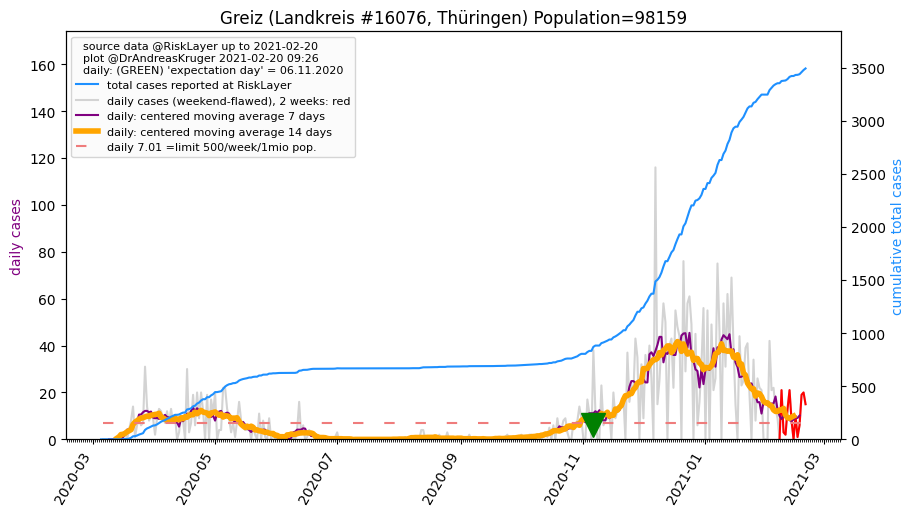 Greiz (Landkreis #16076, Thüringen) Population=98159
source data @RiskLayer up to 2021-02-20
plot @DrAndreasKruger 2021-02-20 09:26
daily: (GREEN) 'expectation day' = 06.11.2020
total cases reported at RiskLayer
daily cases (weekend-flawed), 2 weeks: red
daily: centered moving average 7 days
daily: centered moving average 14 days
daily 7.01 =limit 500/week/1mio pop.
daily cases
160
140
120
100
80
60
40
20
0
cumulative total cases
3500
3000
2500
2000
1500
1000
500
0
2020-03
2020-05
2020-07
2020-09
2020-11
2021-01
2021-03